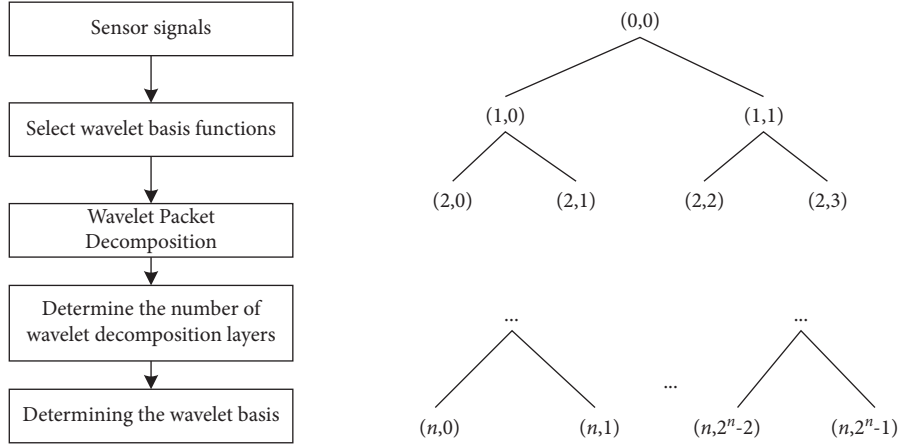 Sensor signals
Select wavelet basis functions
Wavelet Packet
Decomposition
Determine the number of
wavelet decomposition layers
Determining the wavelet basis
(0,0)
(1,0) (1,1)
(2,0) (2,1) (2,2) (2,3)
... ...
...
(n,0) (n,1) (n,2ⁿ-2) (n,2ⁿ-1)